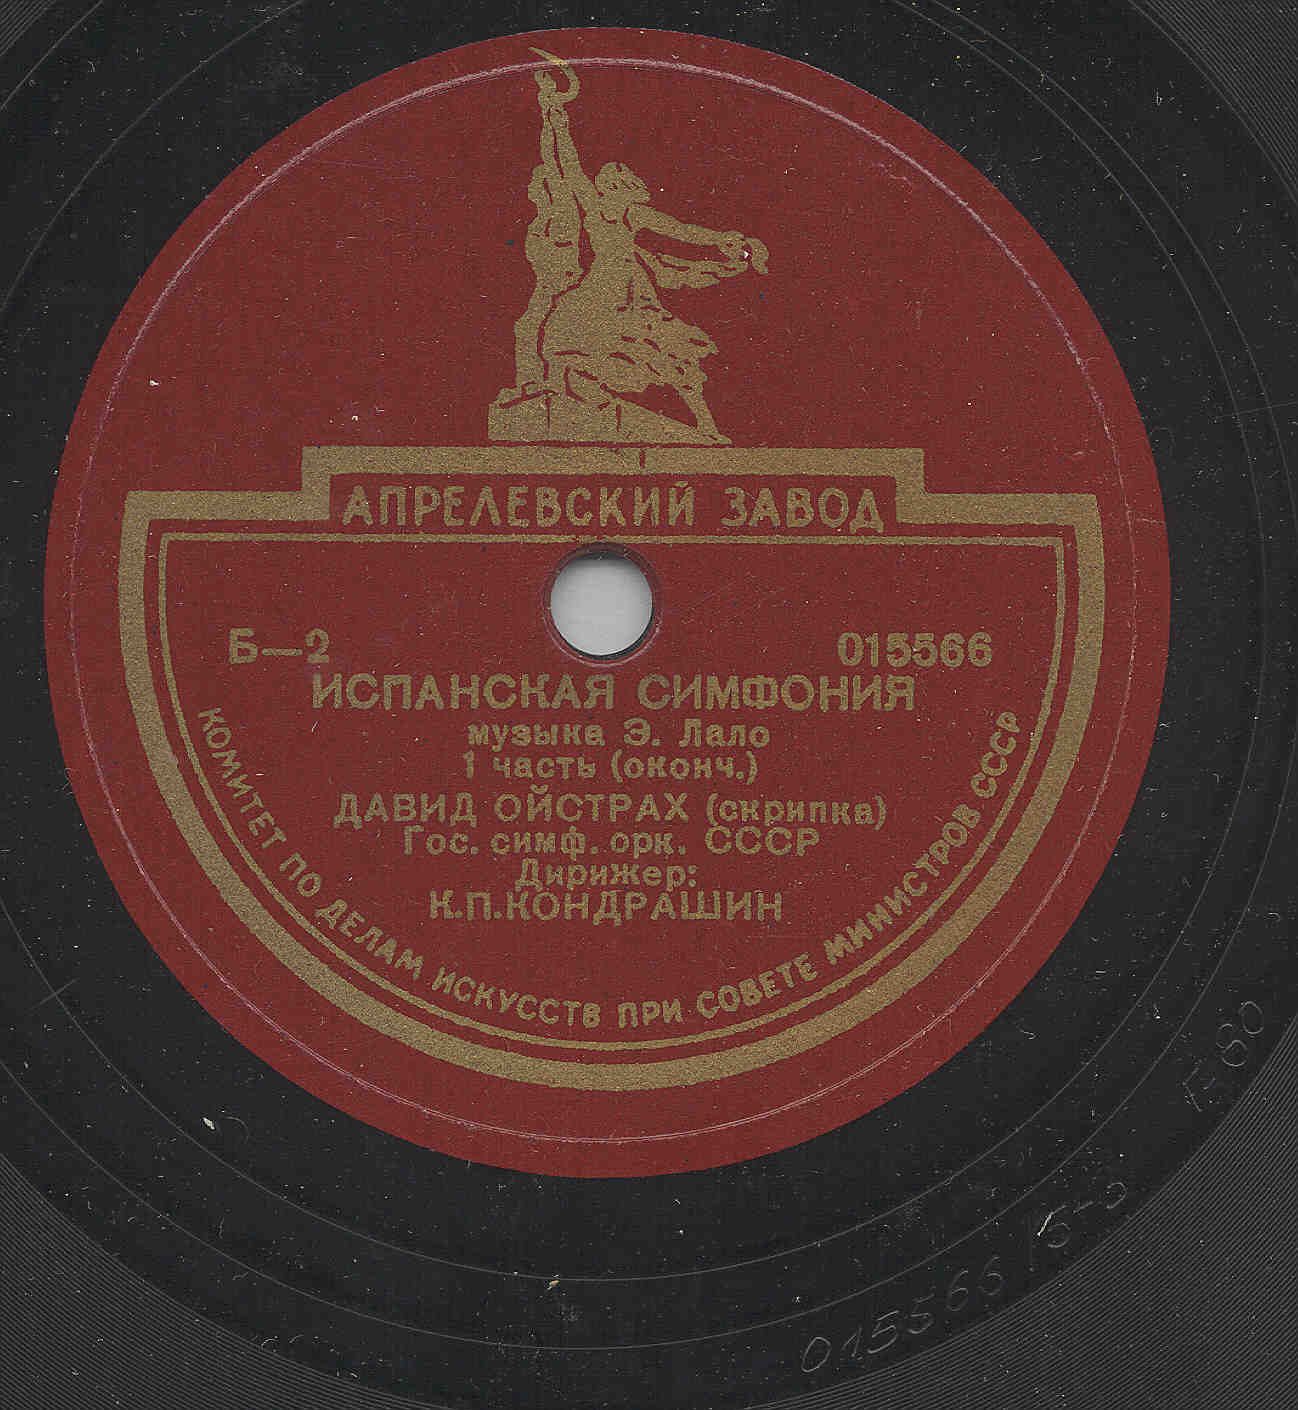 АПРЕЛЕВСКИЙ ЗАВОД
Б—2 015566
ИСПАНСКАЯ СИМФОНИЯ
музыка Э. Лало
1 часть (оконч.)
ДАВИД ОЙСТРАХ (скрипка)
Гос. симф. орк. СССР
Дирижер:
К.П.КОНДРАШИН
КОМИТЕТ ПО ДЕЛАМ ИСКУССТВ ПРИ СОВЕТЕ МИНИСТРОВ СССР
015566